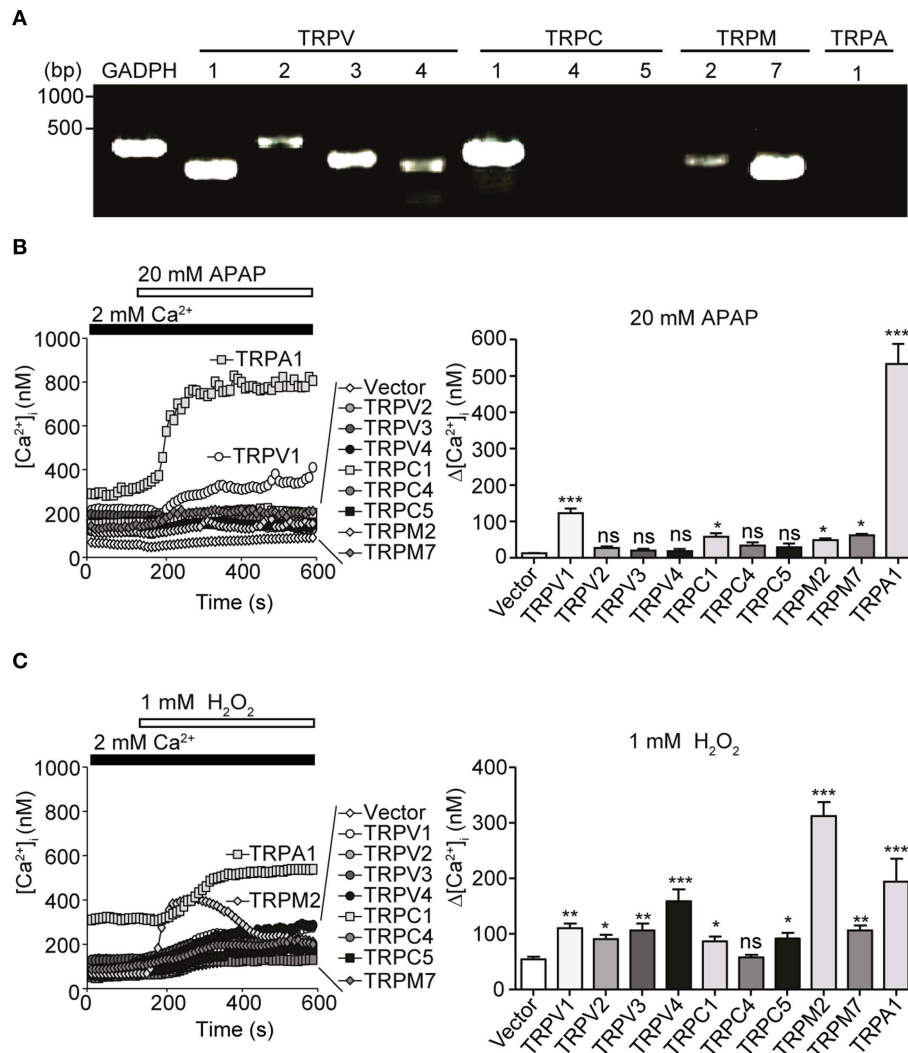 A
TRPV TRPC TRPM TRPA
(bp) GADPH 1 2 3 4 1 4 5 2 7 1
1000
500
B
20 mM APAP
2 mM Ca²⁺
1000
800
600
400
200
0
[Ca²⁺]ᵢ (nM)
TRPA1
TRPV1
Vector
TRPV2
TRPV3
TRPV4
TRPC1
TRPC4
TRPC5
TRPM2
TRPM7
0 200 400 600
Time (s)
20 mM APAP
600
500
400
300
200
100
0
Δ[Ca²⁺]ᵢ (nM)
*** ns ns ns * ns ns * * ***
Vector TRPV1 TRPV2 TRPV3 TRPV4 TRPC1 TRPC4 TRPC5 TRPM2 TRPM7 TRPA1
C
1 mM H₂O₂
2 mM Ca²⁺
1000
800
600
400
200
0
[Ca²⁺]ᵢ (nM)
TRPA1
TRPM2
Vector
TRPV1
TRPV2
TRPV3
TRPV4
TRPC1
TRPC4
TRPC5
TRPM7
0 200 400 600
Time (s)
1 mM H₂O₂
400
300
200
100
0
Δ[Ca²⁺]ᵢ (nM)
** * ** *** * ns * *** ** ***
Vector TRPV1 TRPV2 TRPV3 TRPV4 TRPC1 TRPC4 TRPC5 TRPM2 TRPM7 TRPA1